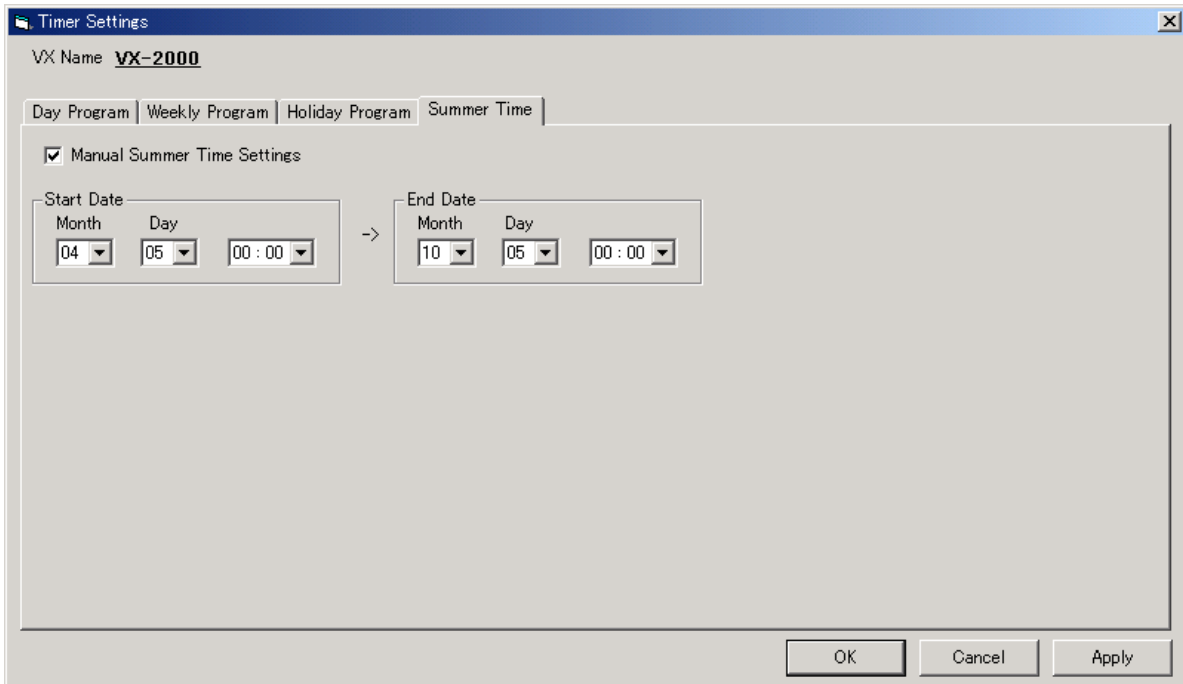 Timer Settings
VX Name VX-2000
Day Program Weekly Program Holiday Program Summer Time
Manual Summer Time Settings
Start Date End Date
Month Day -> Month Day
04 05 00 : 00 10 05 00 : 00
OK Cancel Apply